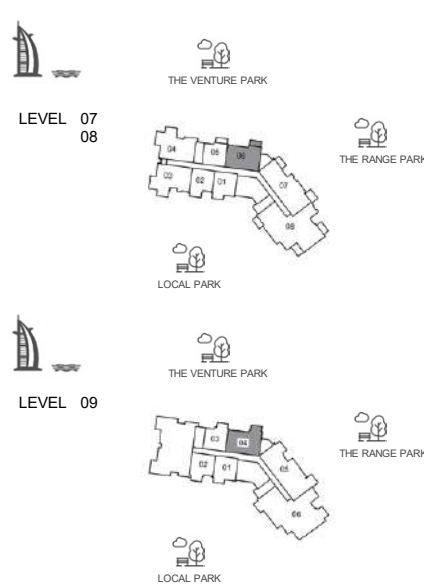 THE VENTURE PARK
LEVEL 07
08
THE RANGE PARK
04
05
06
03
02
01
07
08
LOCAL PARK
THE VENTURE PARK
LEVEL 09
THE RANGE PARK
03
04
02
01
05
06
LOCAL PARK